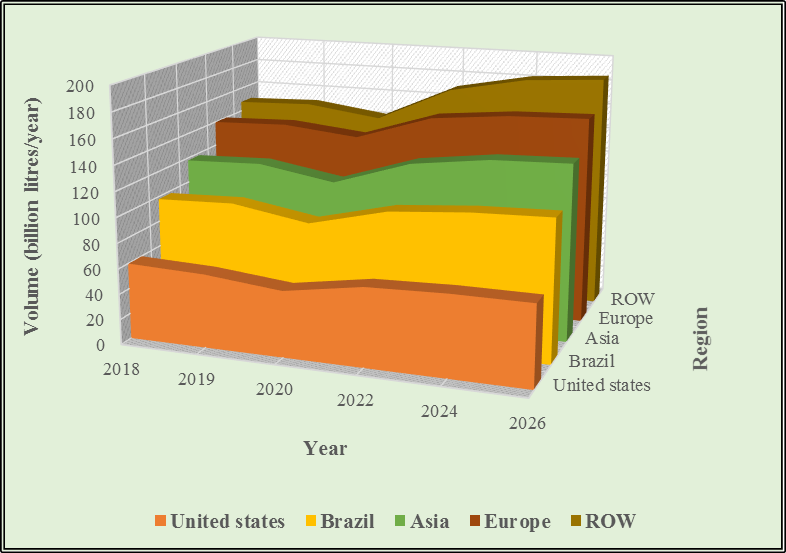 Volume (billion litres/year)
200
180
160
140
120
100
80
60
40
20
0
2018
2019
2020
2022
2024
2026
Year
ROW
Europe
Asia
Brazil
United states
Region
United states Brazil Asia Europe ROW